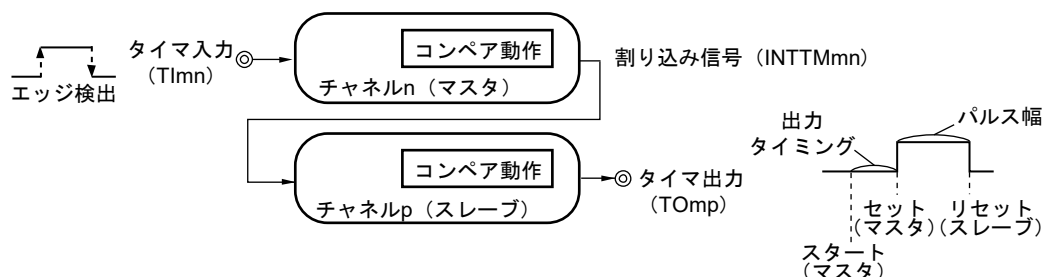 エッジ検出
タイマ入力
(TImn)
コンペア動作
チャネルn（マスタ）
割り込み信号（INTTMmn）
コンペア動作
チャネルp（スレーブ）
タイマ出力
(TOmp)
出力
タイミング
パルス幅
セット
(マスタ)
リセット
(スレーブ)
スタート
(マスタ)